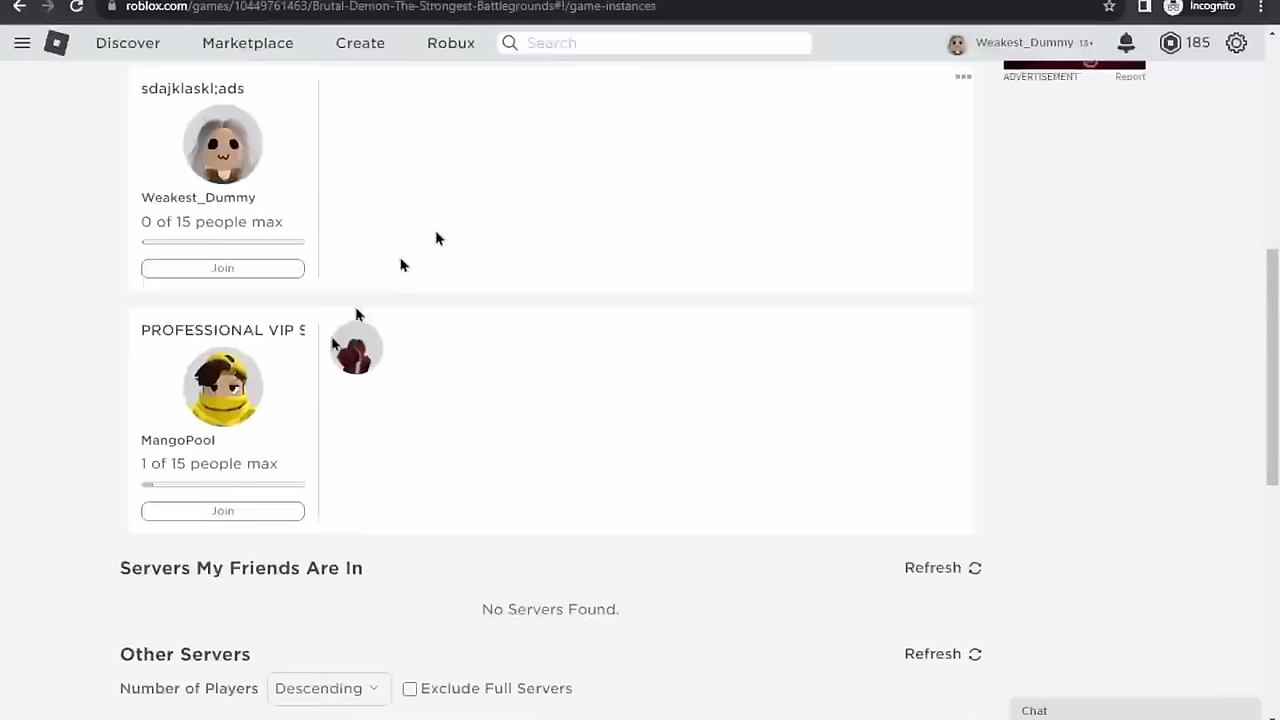 roblox.com/games/10449761463/Brutal-Demon-The-Strongest-Battlegrounds#!/game-instances
Incognito
Discover
Marketplace
Create
Robux
Search
Weakest_Dummy 13+
185
ADVERTISEMENT
Report
sdajklaskl;ads
Weakest_Dummy
0 of 15 people max
Join
PROFESSIONAL VIP S
MangoPool
1 of 15 people max
Join
Servers My Friends Are In
Refresh
No Servers Found.
Other Servers
Refresh
Number of Players
Descending
Exclude Full Servers
Chat